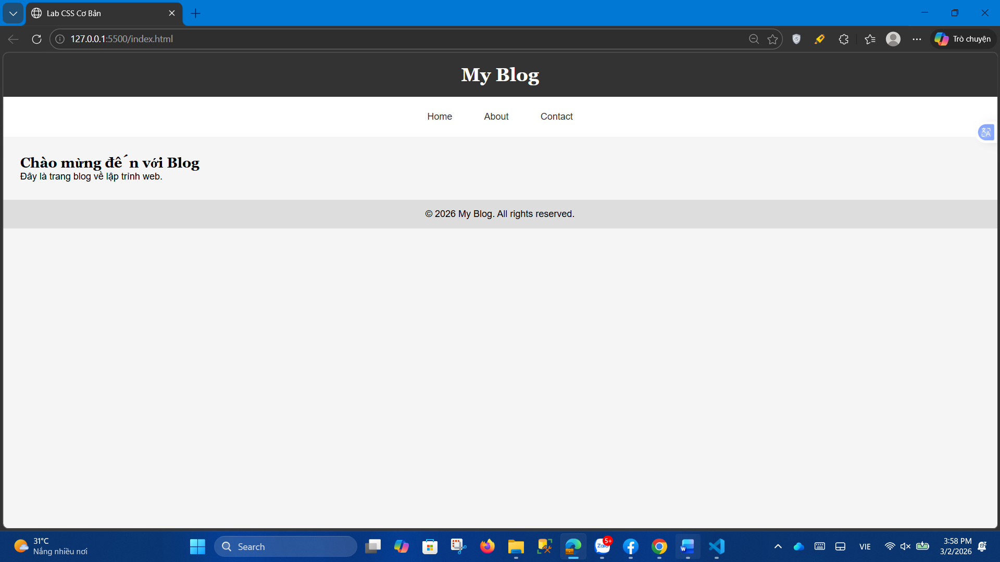 Lab CSS Cơ Bản
127.0.0.1:5500/index.html
Trò chuyện
My Blog
Home About Contact
Chào mừng đến với Blog
Đây là trang blog về lập trình web.
© 2026 My Blog. All rights reserved.
31°C
Nắng nhiều nơi
Search
Zalo
5+
VIE
3:58 PM
3/2/2026